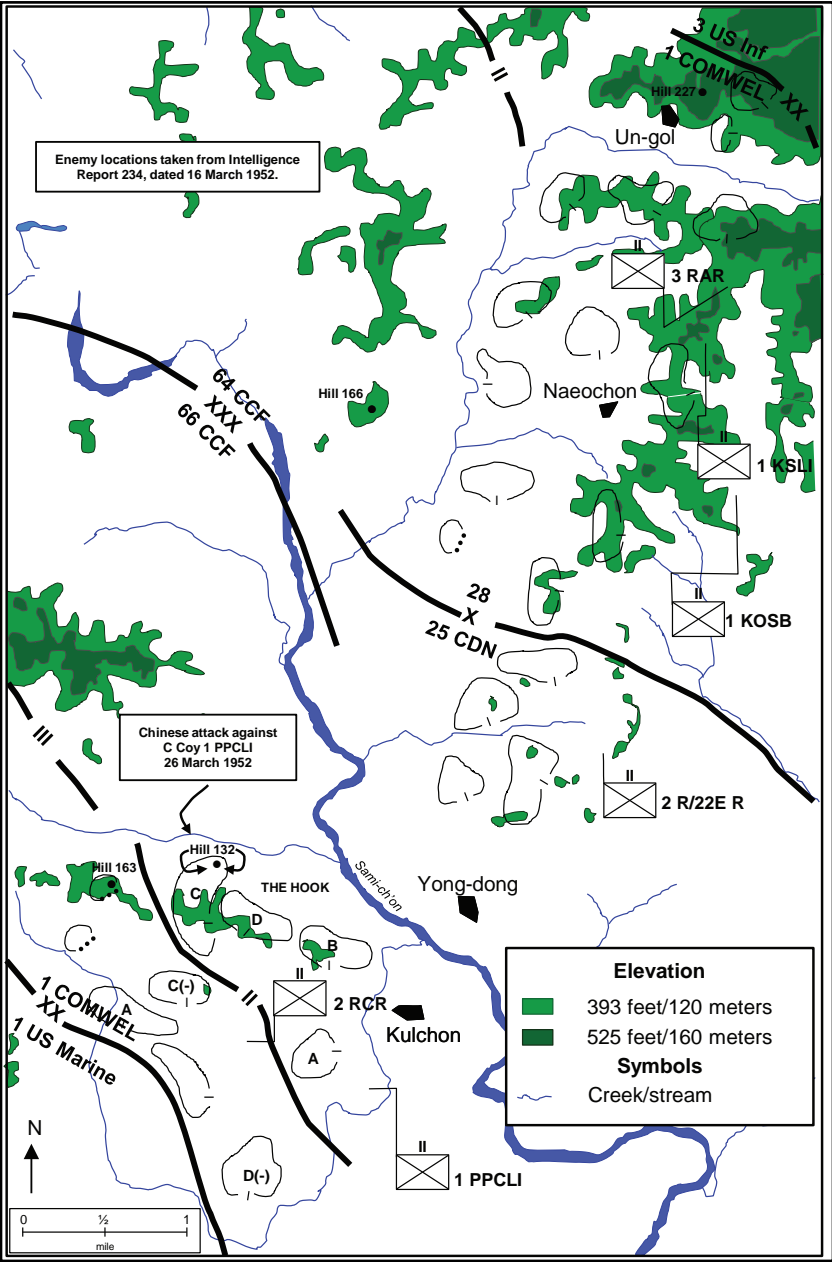 3 US Inf
XX
1 COMWEL
II
Hill 227
Un-gol
Enemy locations taken from Intelligence
Report 234, dated 16 March 1952.
II
3 RAR
64 CCF
XXX
66 CCF
Hill 166
Naeochon
II
1 KSLI
28
X
25 CDN
II
1 KOSB
III
Chinese attack against
C Coy 1 PPCLI
26 March 1952
II
2 R/22E R
Hill 132
Hill 163
THE HOOK
C
D
B
Sami-ch'on
Yong-dong
C(-)
A
III
II
2 RCR
Kulchon
1 COMWEL
XX
1 US Marine
A
D(-)
II
1 PPCLI
Elevation
393 feet/120 meters
525 feet/160 meters
Symbols
Creek/stream
N
0 ½ 1
mile